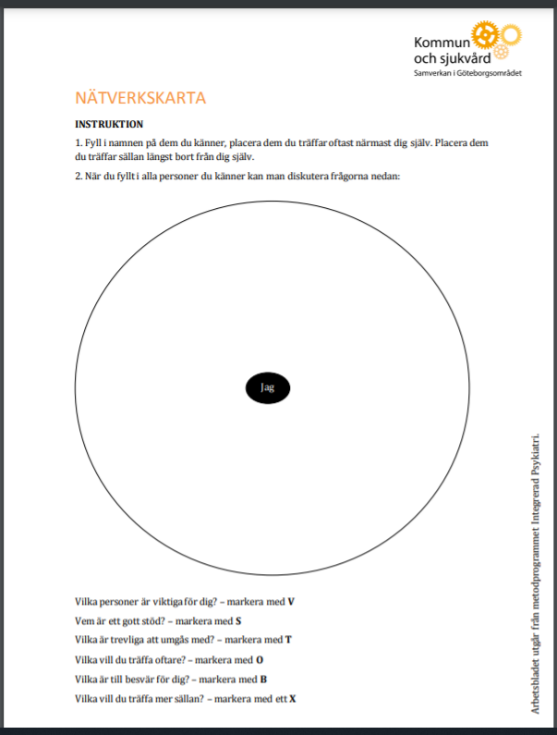 Kommun
och sjukvård
Samverkan i Göteborgsområdet
NÄTVERKSKARTA
INSTRUKTION
1. Fyll i namnen på dem du känner, placera dem du träffar oftast närmast dig själv. Placera dem
du träffar sällan längst bort från dig själv.
2. När du fyllt i alla personer du känner kan man diskutera frågorna nedan:
Jag
Vilka personer är viktiga för dig? – markera med V
Vem är ett gott stöd? – markera med S
Vilka är trevliga att umgås med? – markera med T
Vilka vill du träffa oftare? – markera med O
Vilka är till besvär för dig? – markera med B
Vilka vill du träffa mer sällan? – markera med ett X
Arbetsbladet utgår från metodprogrammet Integrerad Psykiatri.